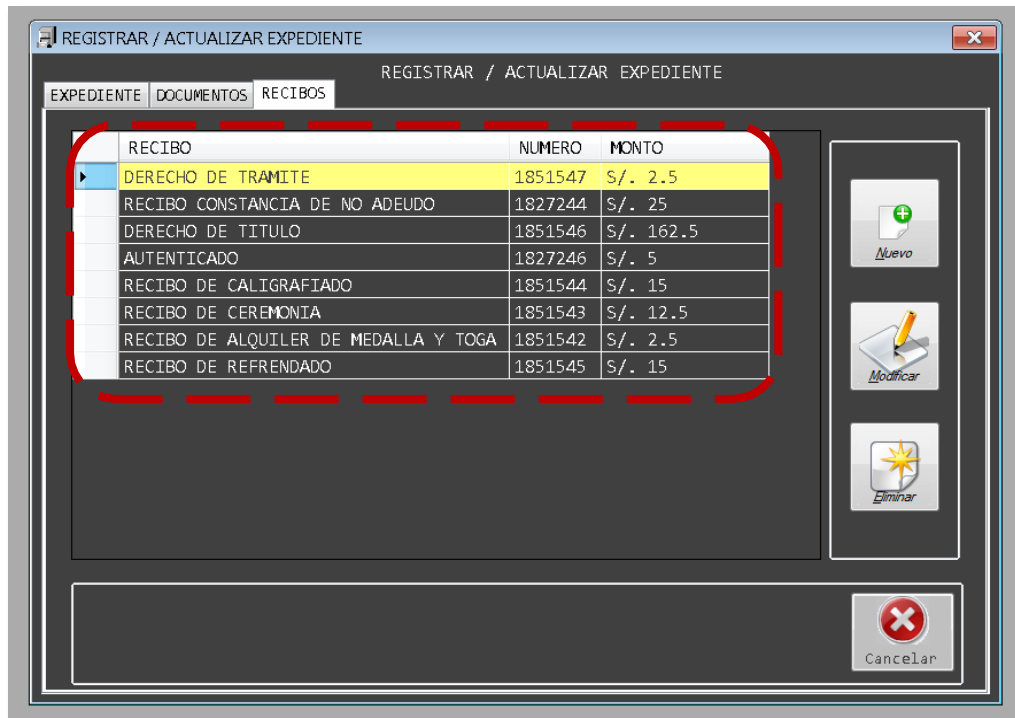 REGISTRAR / ACTUALIZAR EXPEDIENTE
REGISTRAR / ACTUALIZAR EXPEDIENTE
EXPEDIENTE DOCUMENTOS RECIBOS
RECIBO NUMERO MONTO
DERECHO DE TRAMITE 1851547 S/. 2.5
RECIBO CONSTANCIA DE NO ADEUDO 1827244 S/. 25
DERECHO DE TITULO 1851546 S/. 162.5
AUTENTICADO 1827246 S/. 5
RECIBO DE CALIGRAFIADO 1851544 S/. 15
RECIBO DE CEREMONIA 1851543 S/. 12.5
RECIBO DE ALQUILER DE MEDALLA Y TOGA 1851542 S/. 2.5
RECIBO DE REFRENDADO 1851545 S/. 15
Nuevo
Modificar
Eliminar
Cancelar